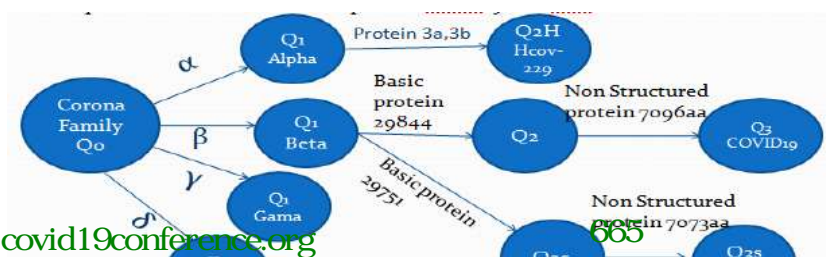 α
Q1
Alpha
Protein 3a,3b
Q2H
Hcov-
229
Corona
Family
Q0
β
Q1
Beta
Basic
protein
29844
Q2
Non Structured
protein 7096aa
Q3
COVID19
γ
Q1
Gama
Basic protein
29751
Non Structured
protein 7073aa
δ
covid19conference.org
665